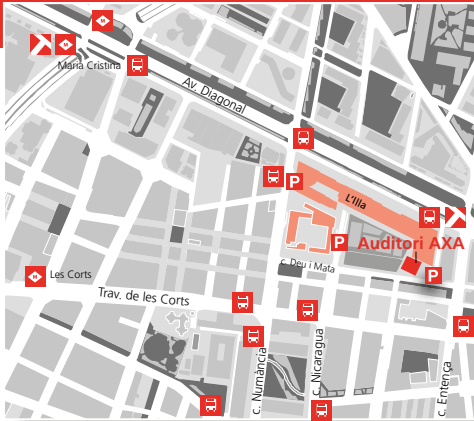 Maria Cristina
Av. Diagonal
L'Illa
P
P
Auditori AXA
c. Deu i Mata
P
Les Corts
Trav. de les Corts
c. Numància
c. Nicaragua
c. Entença